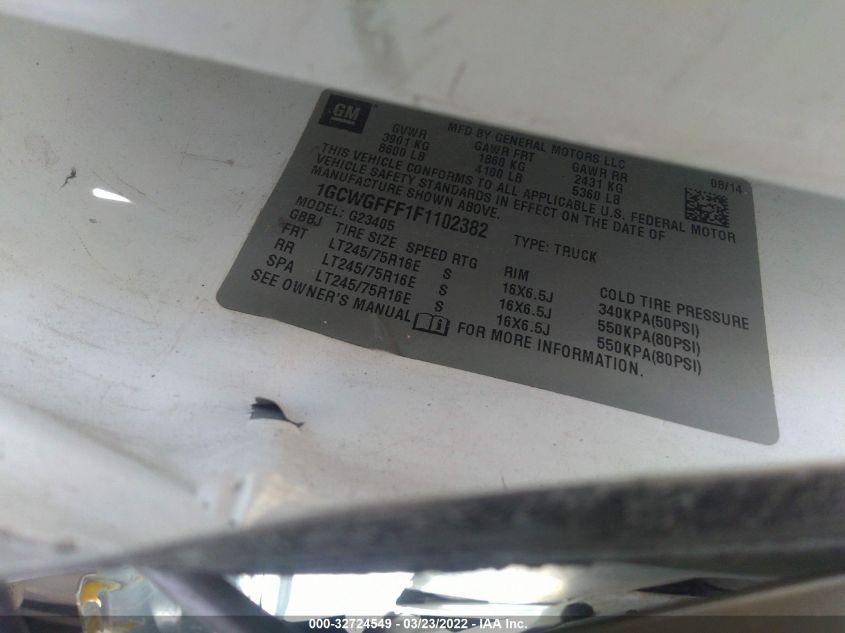 GM
MFD BY GENERAL MOTORS LLC
08/14
GVWR GAWR FRT GAWR RR
3901 KG 1860 KG 2431 KG
8600 LB 4100 LB 5360 LB
THIS VEHICLE CONFORMS TO ALL APPLICABLE U.S. FEDERAL MOTOR
VEHICLE SAFETY STANDARDS IN EFFECT ON THE DATE OF
MANUFACTURE SHOWN ABOVE.
1GCWGFFF1F1102382 TYPE: TRUCK
MODEL: G23405
GBBJ TIRE SIZE SPEED RTG RIM COLD TIRE PRESSURE
FRT LT245/75R16E S 16X6.5J 340KPA(50PSI)
RR LT245/75R16E S 16X6.5J 550KPA(80PSI)
SPA LT245/75R16E S 16X6.5J 550KPA(80PSI)
SEE OWNER'S MANUAL FOR MORE INFORMATION.
000-32724549 - 03/23/2022 - IAA Inc.